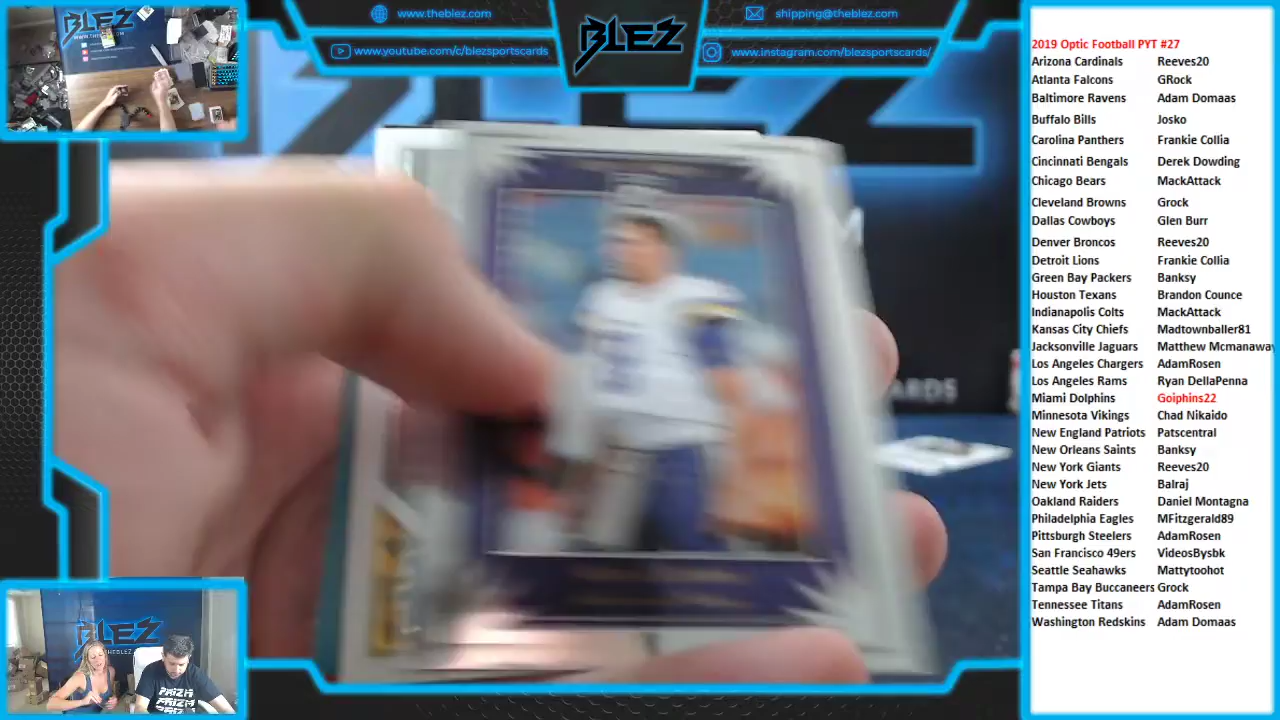 BLEZ
www.theblez.com
www.youtube.com/c/blezsportscards
BLEZ
shipping@theblez.com
www.instagram.com/blezsportscards/
ARDS
BLEZ
PRIZM
PRIZM
2019 Optic Football PYT #27
Arizona Cardinals Reeves20
Atlanta Falcons GRock
Baltimore Ravens Adam Domaas
Buffalo Bills Josko
Carolina Panthers Frankie Collia
Cincinnati Bengals Derek Dowding
Chicago Bears MackAttack
Cleveland Browns Grock
Dallas Cowboys Glen Burr
Denver Broncos Reeves20
Detroit Lions Frankie Collia
Green Bay Packers Banksy
Houston Texans Brandon Counce
Indianapolis Colts MackAttack
Kansas City Chiefs Madtownballer81
Jacksonville Jaguars Matthew Mcmanaway
Los Angeles Chargers AdamRosen
Los Angeles Rams Ryan DellaPenna
Miami Dolphins Goiphins22
Minnesota Vikings Chad Nikaido
New England Patriots Patscentral
New Orleans Saints Banksy
New York Giants Reeves20
New York Jets Balraj
Oakland Raiders Daniel Montagna
Philadelphia Eagles MFitzgerald89
Pittsburgh Steelers AdamRosen
San Francisco 49ers VideosBysbk
Seattle Seahawks Mattytoohot
Tampa Bay Buccaneers Grock
Tennessee Titans AdamRosen
Washington Redskins Adam Domaas